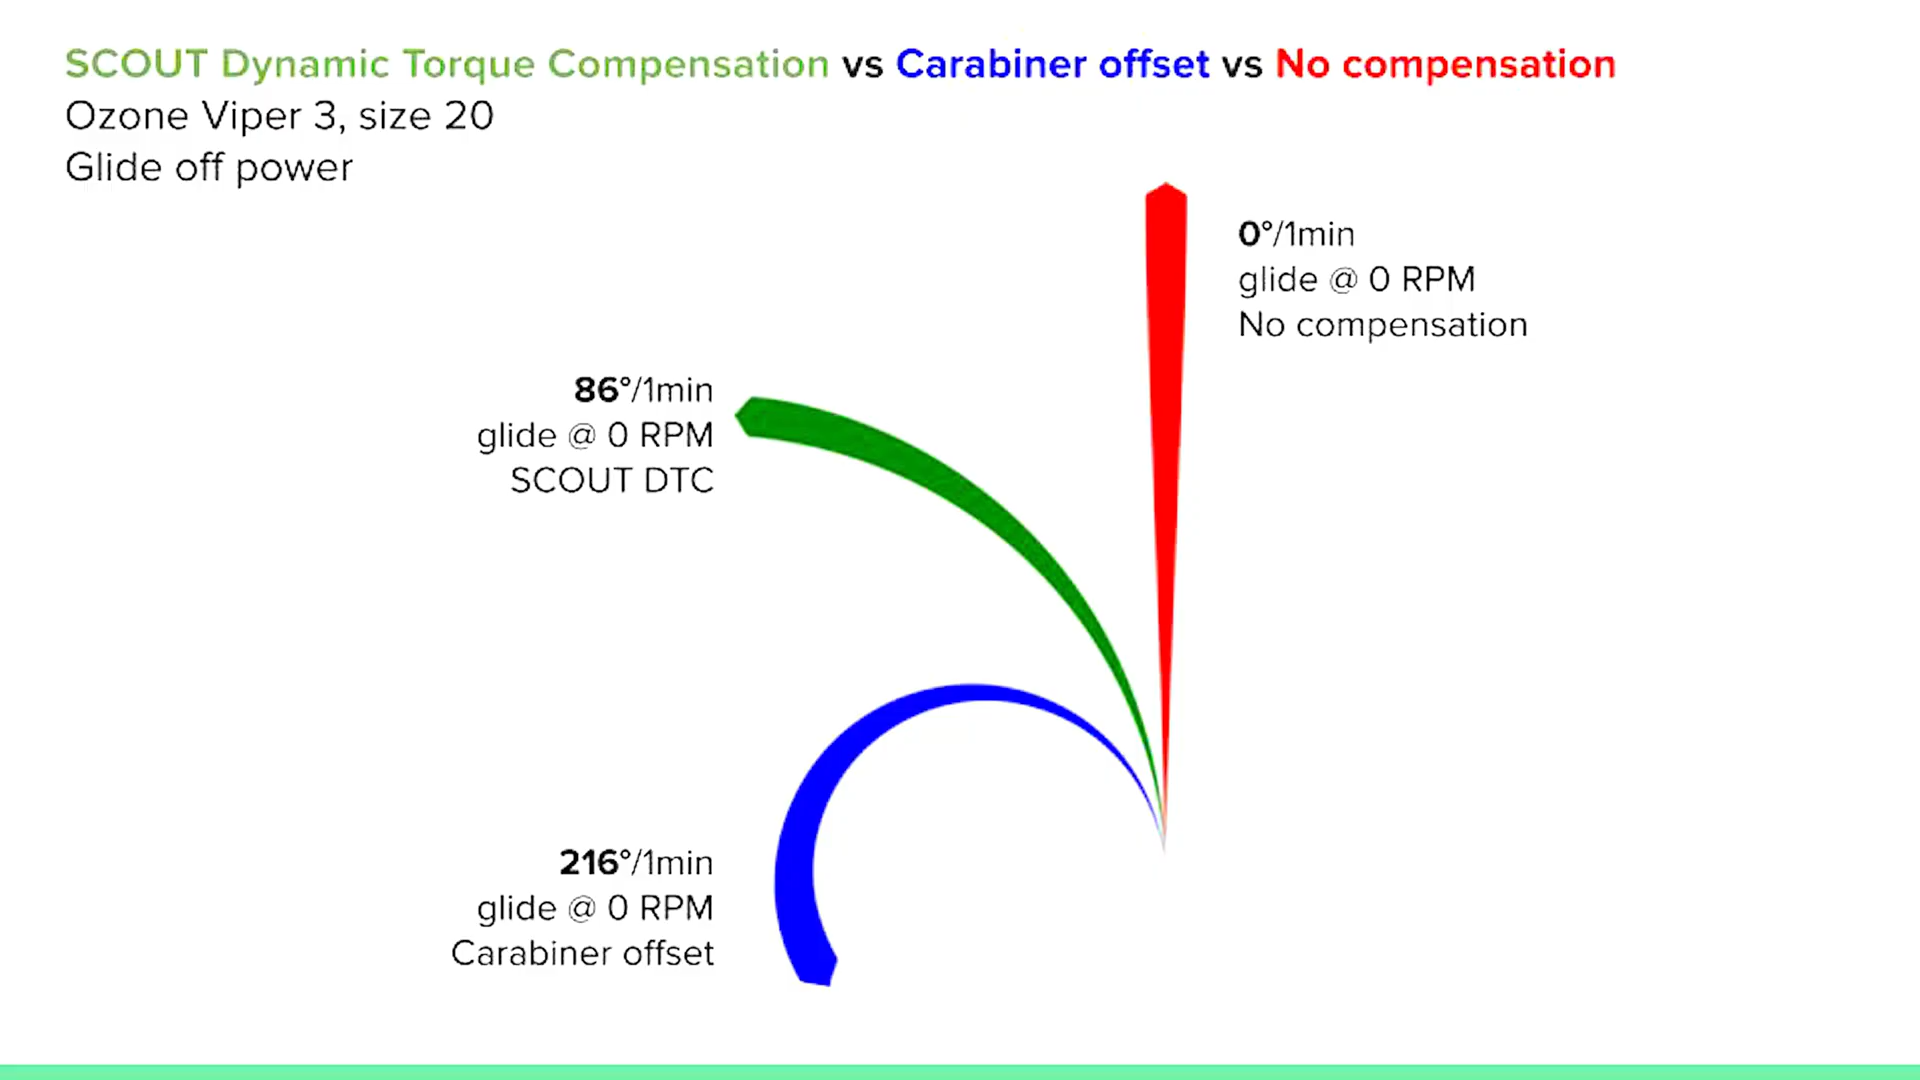 SCOUT Dynamic Torque Compensation vs Carabiner offset vs No compensation
Ozone Viper 3, size 20
Glide off power
0°/1min
glide @ 0 RPM
No compensation
86°/1min
glide @ 0 RPM
SCOUT DTC
216°/1min
glide @ 0 RPM
Carabiner offset